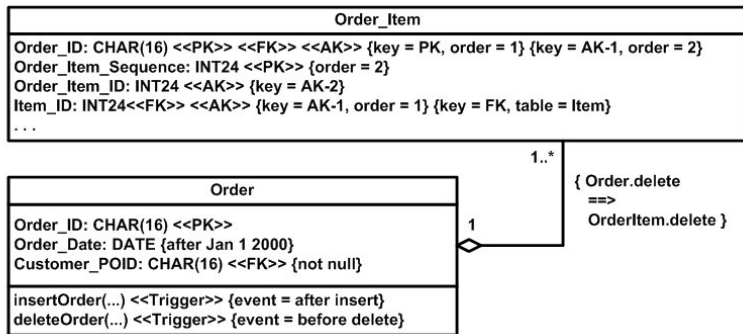 Order_Item
Order_ID: CHAR(16) <<PK>> <<FK>> <<AK>> {key = PK, order = 1} {key = AK-1, order = 2}
Order_Item_Sequence: INT24 <<PK>> {order = 2}
Order_Item_ID: INT24 <<AK>> {key = AK-2}
Item_ID: INT24<<FK>> <<AK>> {key = AK-1, order = 1} {key = FK, table = Item}
. . .
1..*
{ Order.delete
==>
OrderItem.delete }
1
Order
Order_ID: CHAR(16) <<PK>>
Order_Date: DATE {after Jan 1 2000}
Customer_POID: CHAR(16) <<FK>> {not null}
insertOrder(...) <<Trigger>> {event = after insert}
deleteOrder(...) <<Trigger>> {event = before delete}